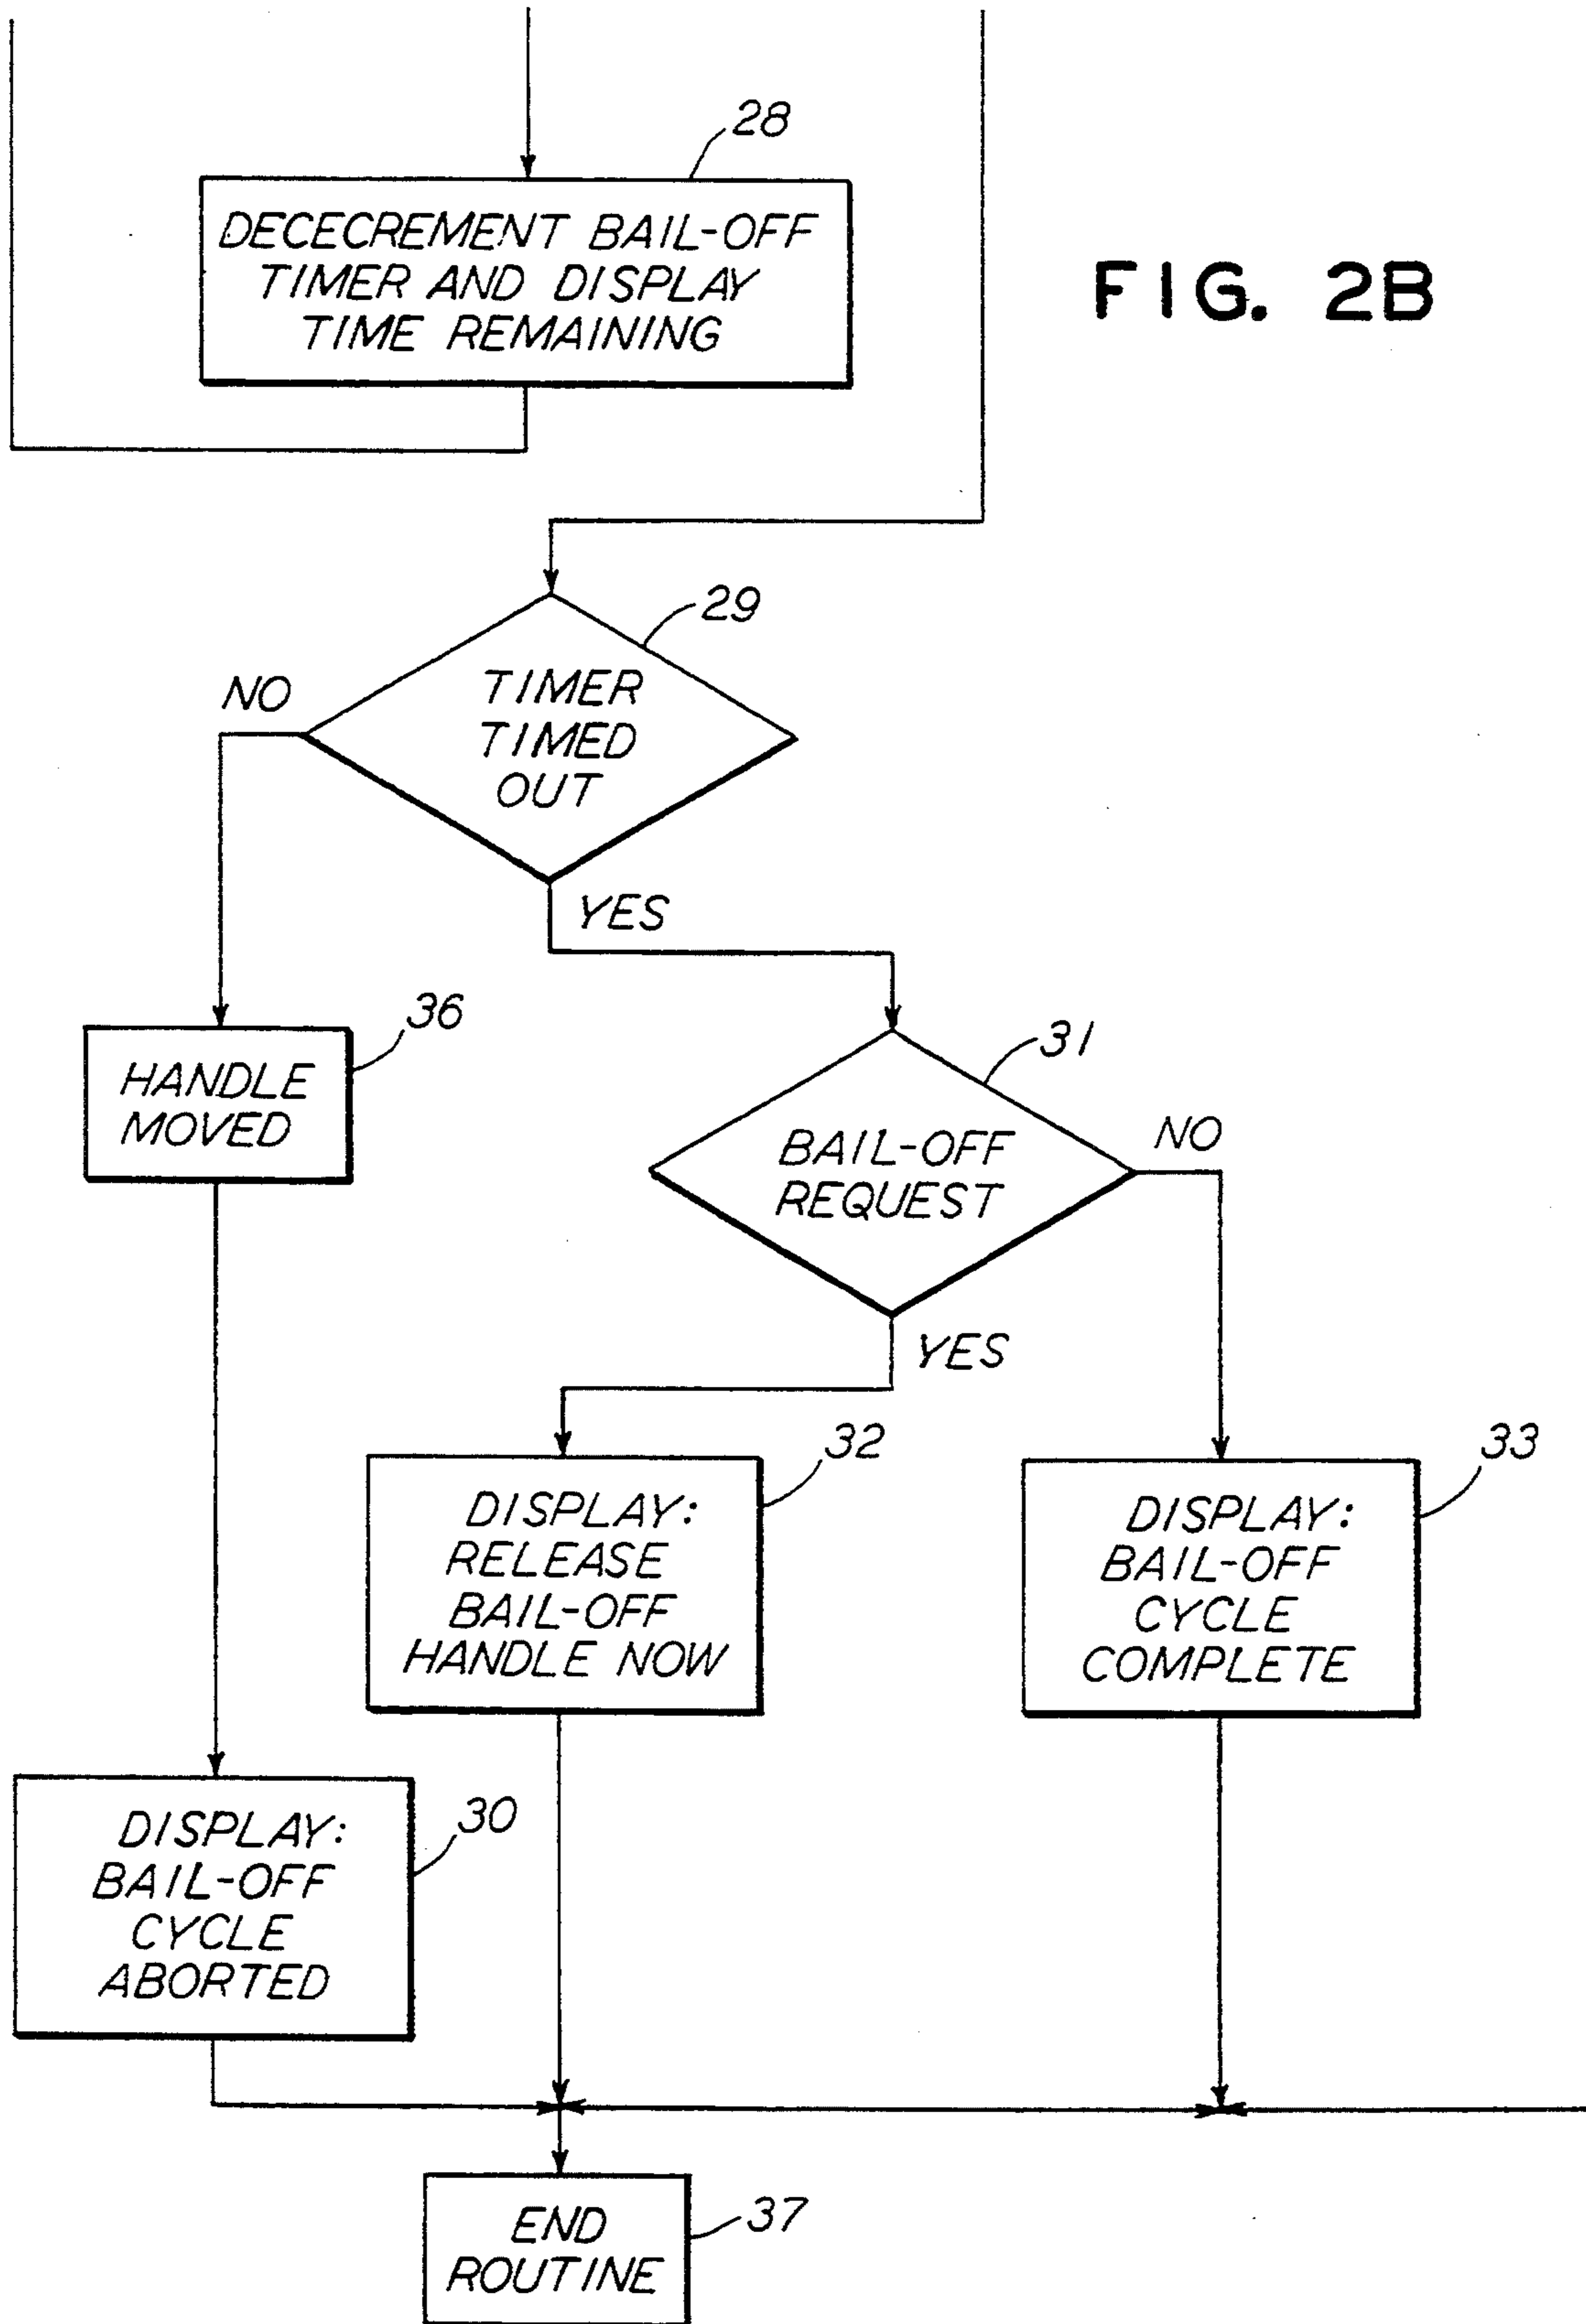 28
DECECREMENT BAIL-OFF
TIMER AND DISPLAY
TIME REMAINING
FIG. 2B
29
TIMER
TIMED
OUT
NO
YES
36
HANDLE
MOVED
31
BAIL-OFF
REQUEST
NO
YES
32
DISPLAY:
RELEASE
BAIL-OFF
HANDLE NOW
33
DISPLAY:
BAIL-OFF
CYCLE
COMPLETE
30
DISPLAY:
BAIL-OFF
CYCLE
ABORTED
END
ROUTINE
37